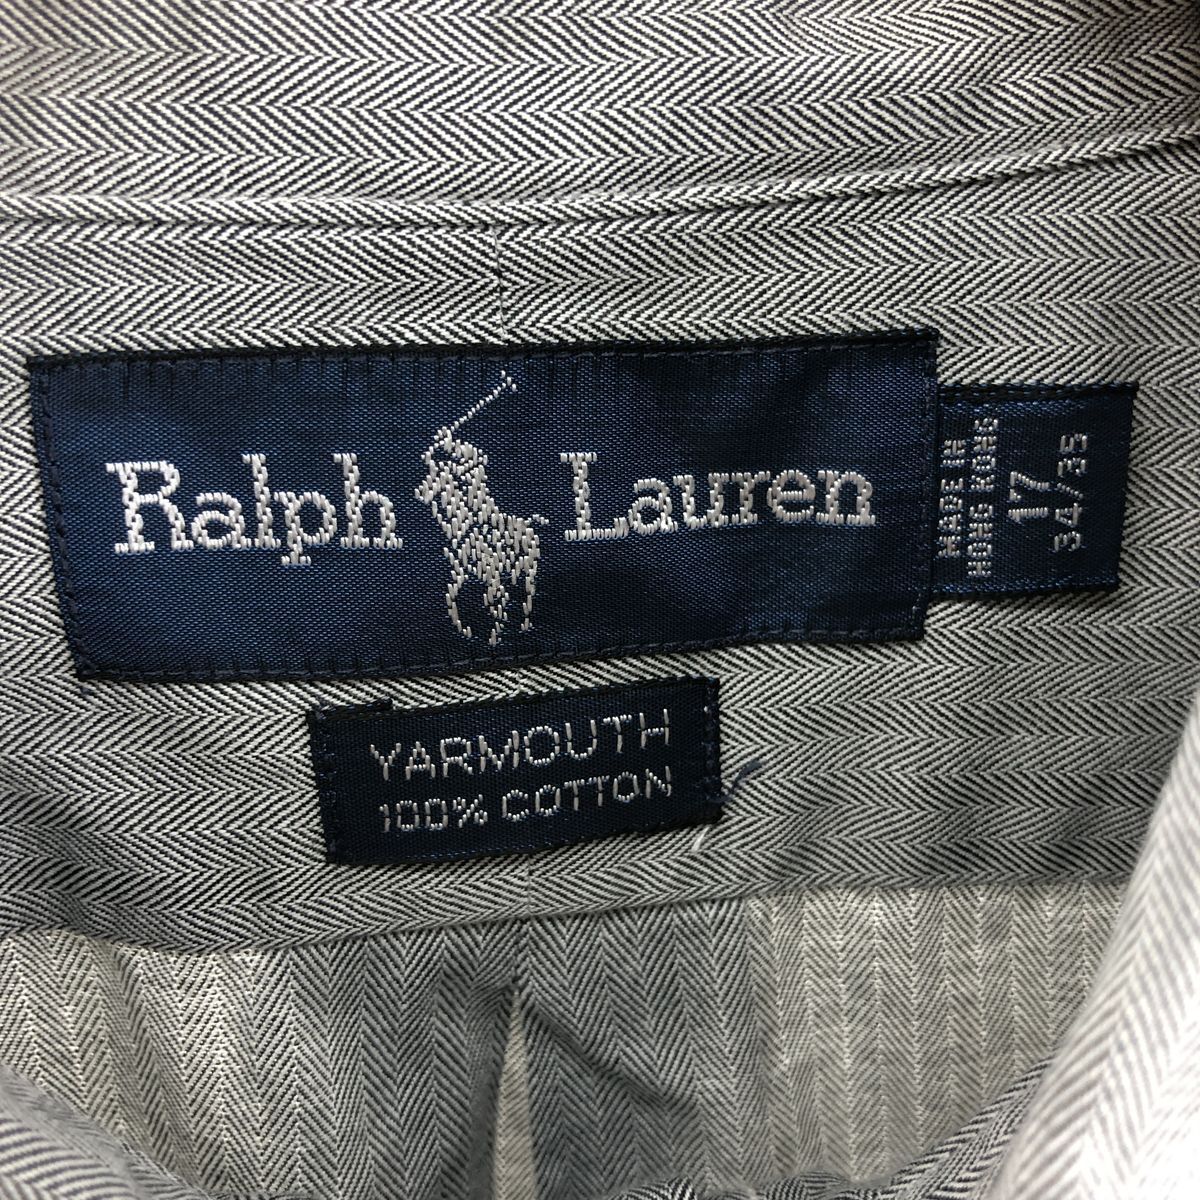 Ralph Lauren
MADE IN
HONG KONG
17
34/35
YARMOUTH
100% COTTON